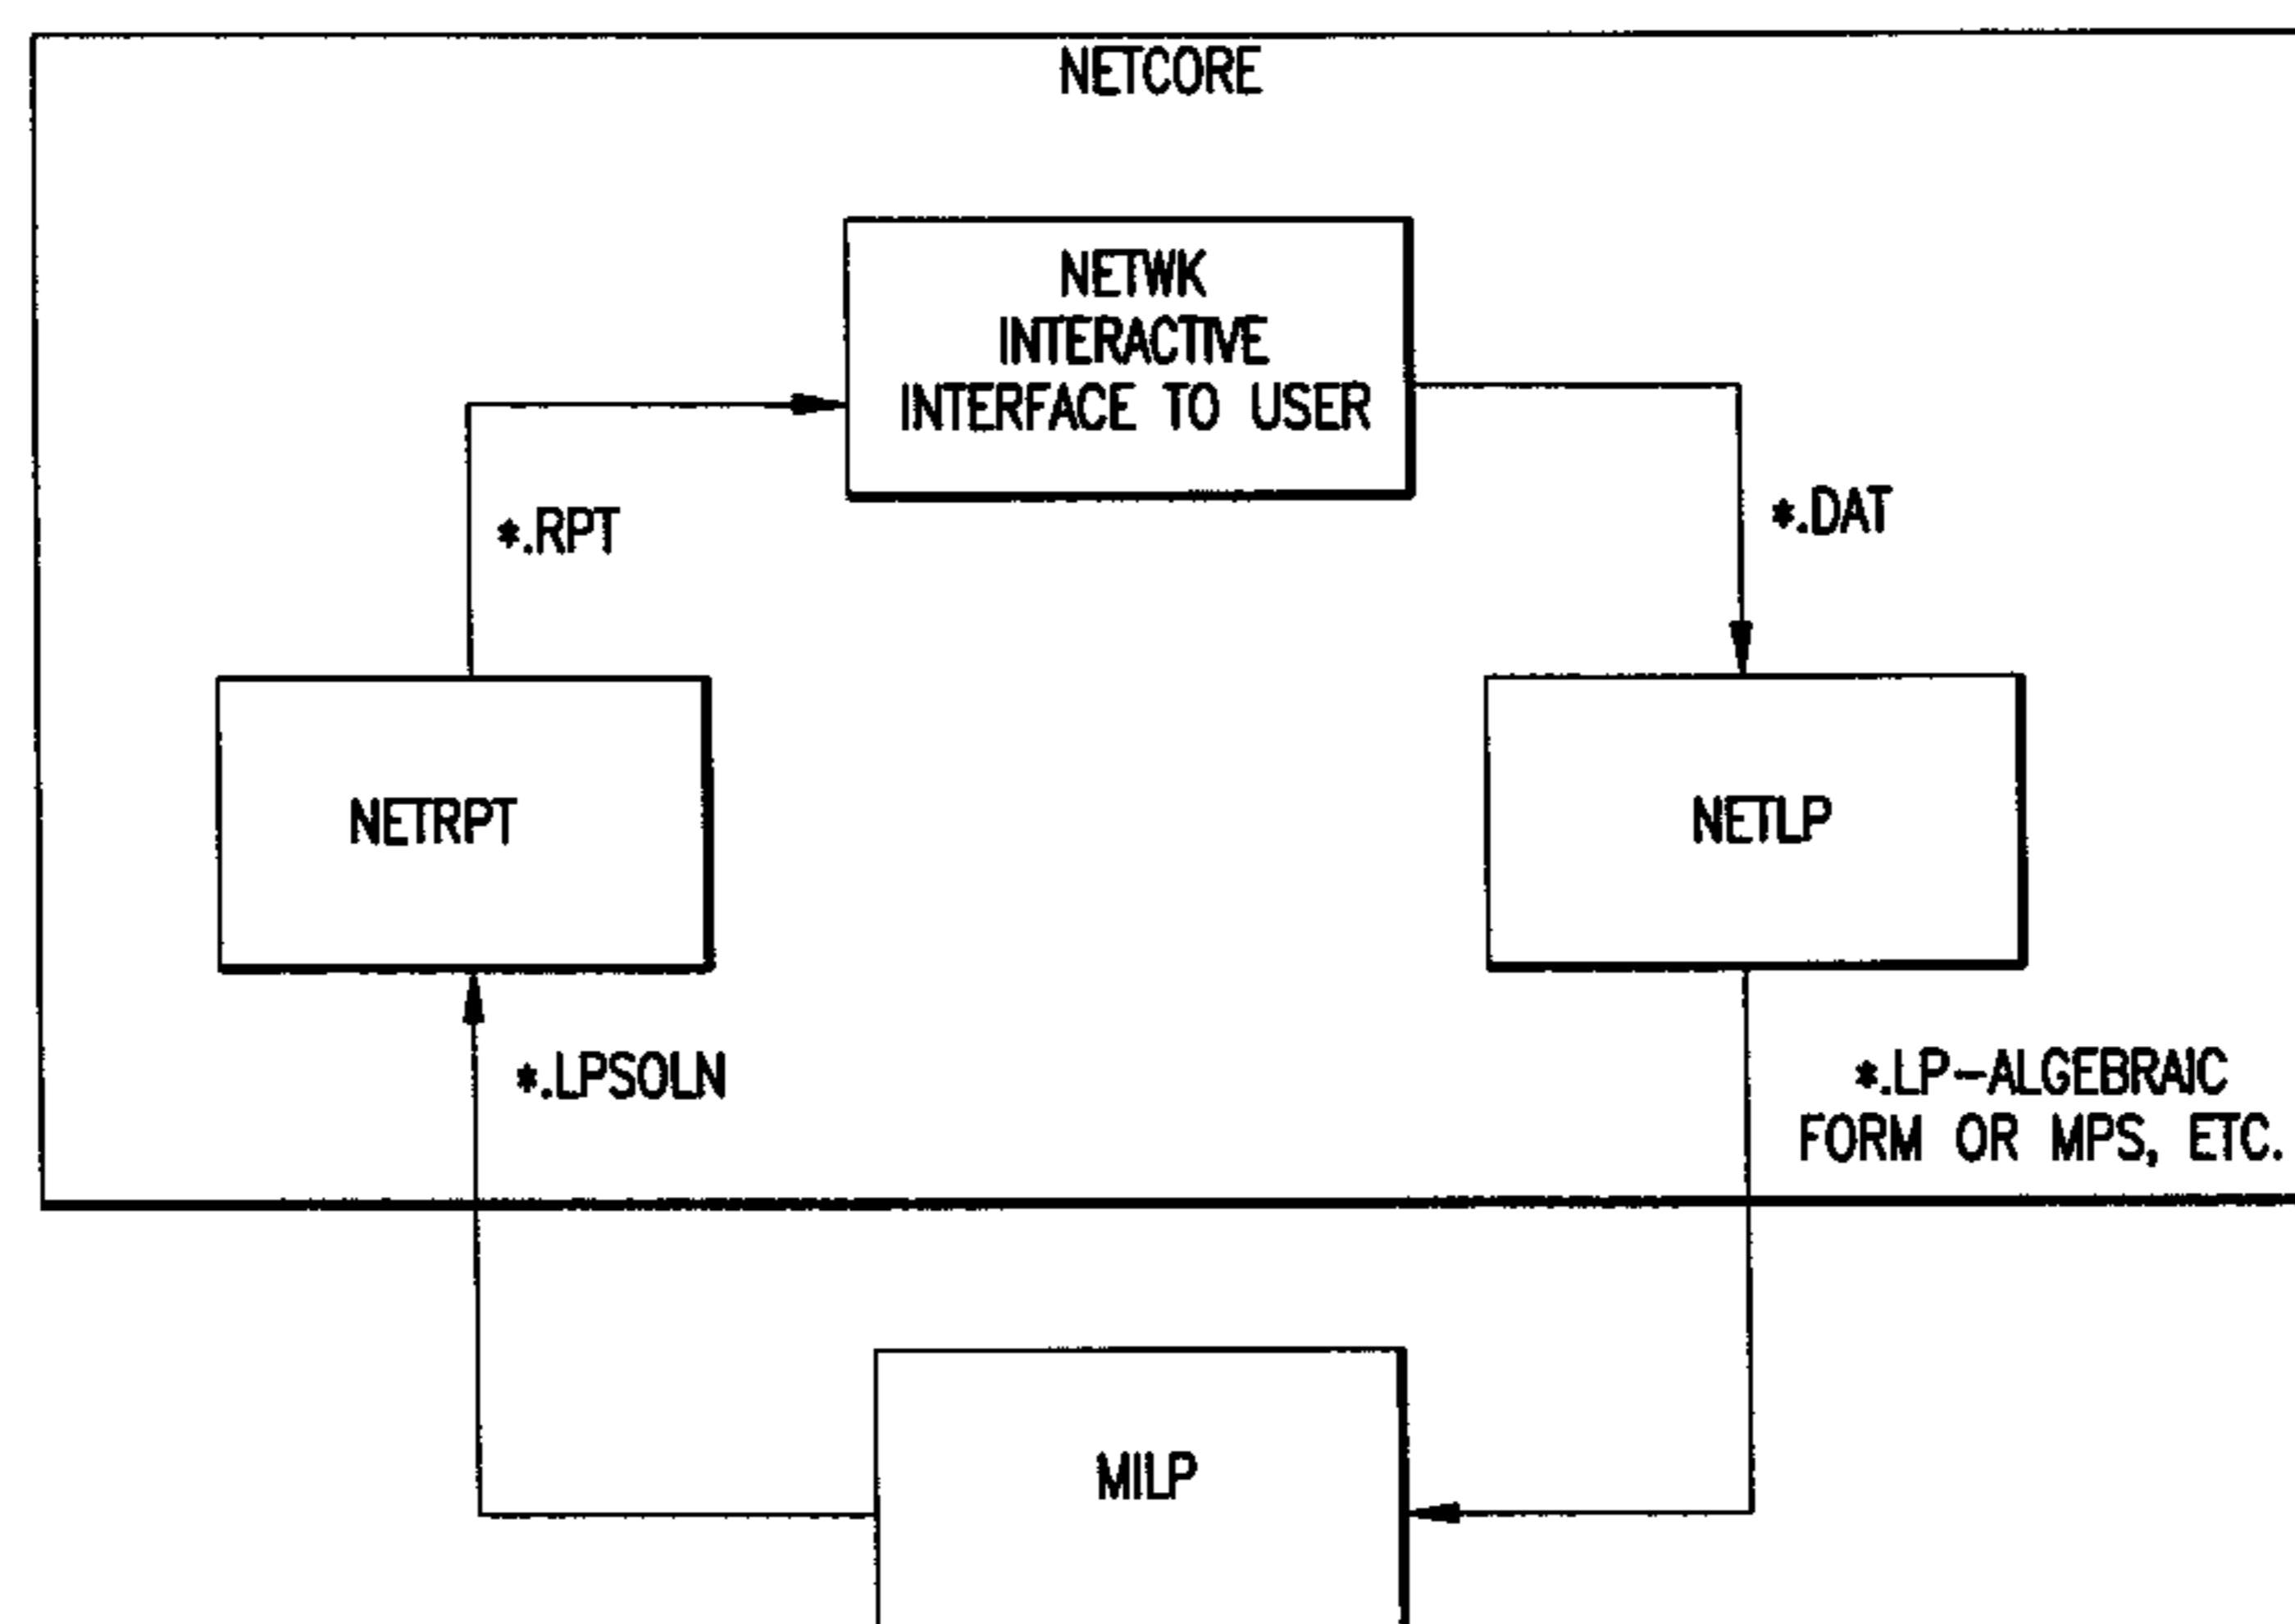 NETCORE
NETWK
INTERACTIVE
INTERFACE TO USER
*.RPT
*.DAT
NETRPT
NETLP
*.LPSOLN
*.LP-ALGEBRAIC
FORM OR MPS, ETC.
MILP